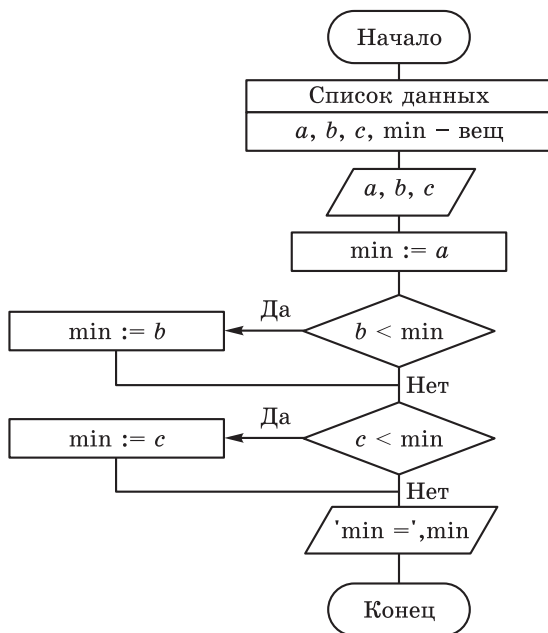 Начало
Список данных
a, b, c, min – вещ
a, b, c
min := a
Да
min := b
b < min
Нет
Да
min := c
c < min
Нет
'min =',min
Конец